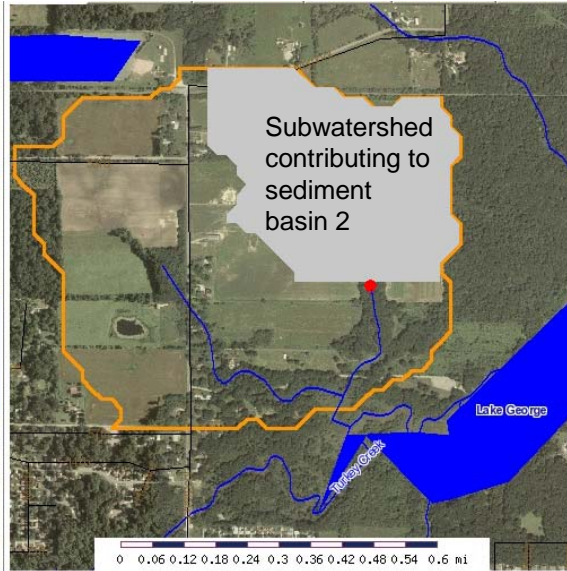 Subwatershed
contributing to
sediment
basin 2
Lake George
Turkey Creek
0 0.06 0.12 0.18 0.24 0.3 0.36 0.42 0.48 0.54 0.6 mi